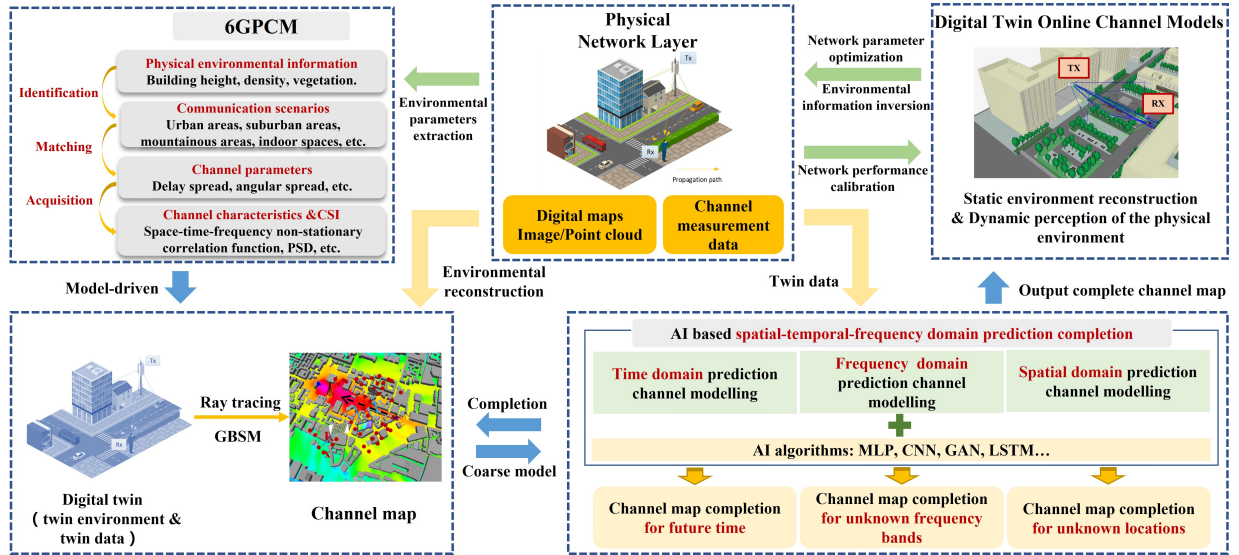 6GPCM
Physical environmental information
Building height, density, vegetation.
Identification
Communication scenarios
Urban areas, suburban areas,
mountainous areas, indoor spaces, etc.
Matching
Channel parameters
Delay spread, angular spread, etc.
Acquisition
Channel characteristics &CSI
Space-time-frequency non-stationary
correlation function, PSD, etc.
Environmental
parameters
extraction
Physical
Network Layer
Tx
Rx
Propagation path
Digital maps
Image/Point cloud
Channel
measurement
data
Network parameter
optimization
Environmental
information inversion
Network performance
calibration
Digital Twin Online Channel Models
TX
RX
Static environment reconstruction
& Dynamic perception of the physical
environment
Model-driven
Environmental
reconstruction
Twin data
Output complete channel map
Tx
Rx
Digital twin
( twin environment &
twin data )
Ray tracing
GBSM
Channel map
Completion
Coarse model
AI based spatial-temporal-frequency domain prediction completion
Time domain prediction
channel modelling
Frequency domain
prediction channel
modelling
Spatial domain prediction
channel modelling
AI algorithms: MLP, CNN, GAN, LSTM…
Channel map completion
for future time
Channel map completion
for unknown frequency
bands
Channel map completion
for unknown locations